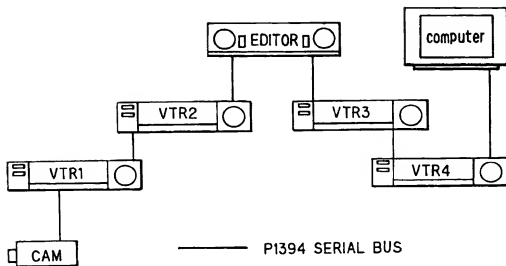 EDITOR
computer
VTR2
VTR3
VTR1
VTR4
CAM
P1394 SERIAL BUS